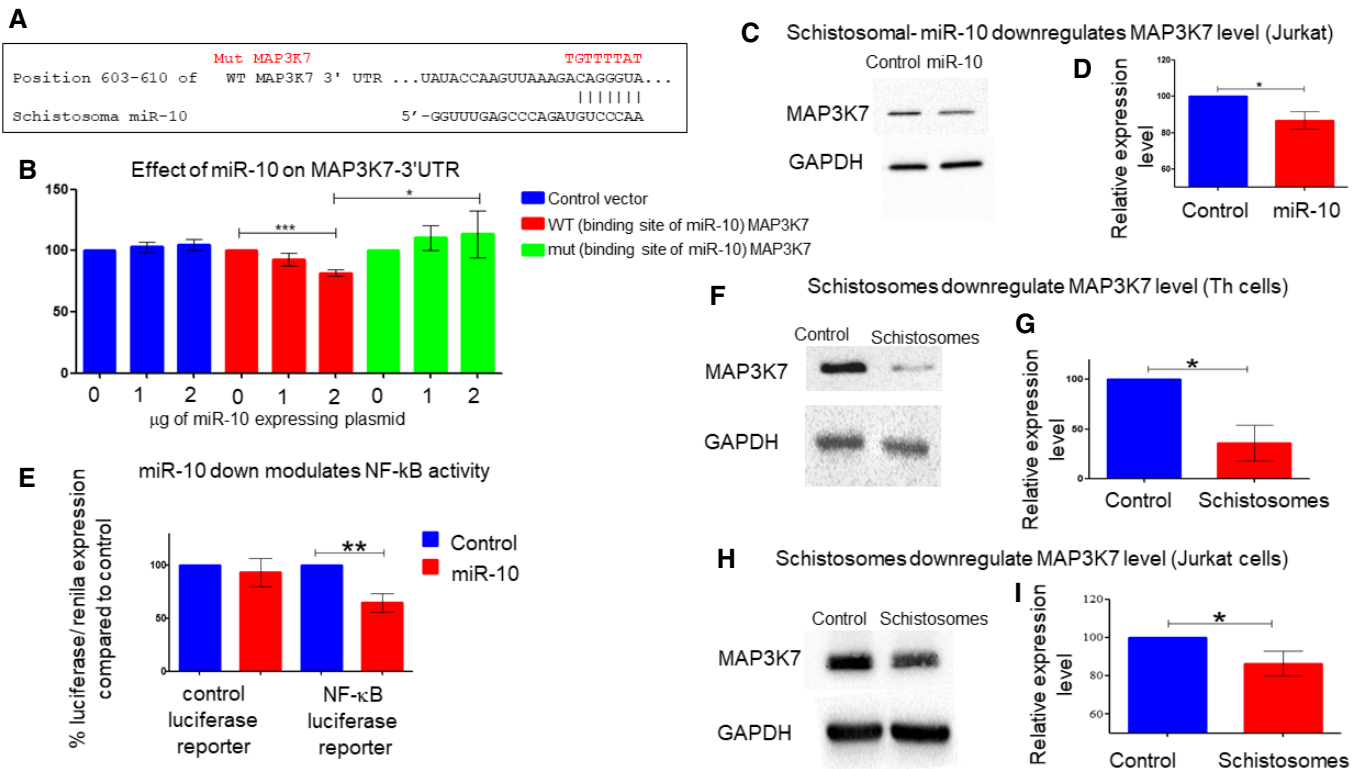 A
Mut MAP3K7 TGTTTTAT
Position 603-610 of WT MAP3K7 3' UTR ...UAUACCAAGUUAAAGACAGGGUA...
|||||||
Schistosoma miR-10 5’-GGUUUGAGCCCAGAUGUCCCAA
B
Effect of miR-10 on MAP3K7-3'UTR
150
100
50
0
***
*
0 1 2 0 1 2 0 1 2
μg of miR-10 expressing plasmid
Control vector
WT (binding site of miR-10) MAP3K7
mut (binding site of miR-10) MAP3K7
C
Schistosomal- miR-10 downregulates MAP3K7 level (Jurkat)
Control miR-10
MAP3K7
GAPDH
D
Relative expression
level
120
100
80
60
*
Control miR-10
E
miR-10 down modulates NF-kB activity
% luciferase/ renila expression
compared to control
100
50
0
**
Control
miR-10
control
luciferase
reporter
NF-κB
luciferase
reporter
F
Schistosomes downregulate MAP3K7 level (Th cells)
Control Schistosomes
MAP3K7
GAPDH
G
Relative expression
level
100
50
0
*
Control Schistosomes
H
Schistosomes downregulate MAP3K7 level (Jurkat cells)
Control Schistosomes
MAP3K7
GAPDH
I
Relative expression
level
120
100
80
60
*
Control Schistosomes